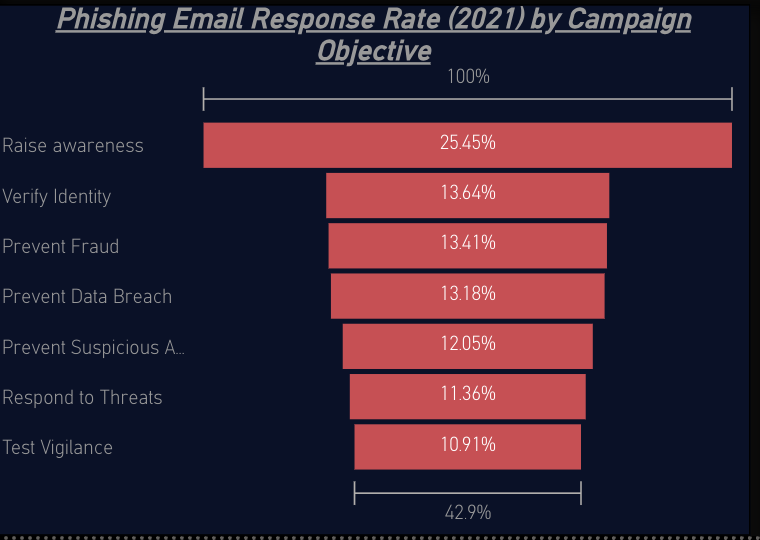 Phishing Email Response Rate (2021) by Campaign
Objective
100%
Raise awareness 25.45%
Verify Identity 13.64%
Prevent Fraud 13.41%
Prevent Data Breach 13.18%
Prevent Suspicious A... 12.05%
Respond to Threats 11.36%
Test Vigilance 10.91%
42.9%